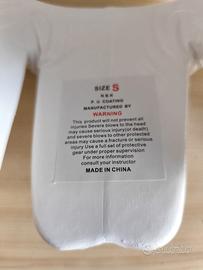 SIZE S
N.B.R
P. U COATING
MANUFACTURED BY
WARNING
This product will prevent all
injuries Severe blows to the head
may cause serious injury(or death)
and severe blows to other protected
areas may cause a fracture or serious
injury Use a full set of protective
gear under proper supervision
For more information
consult your instructor
MADE IN CHINA
Subito.it